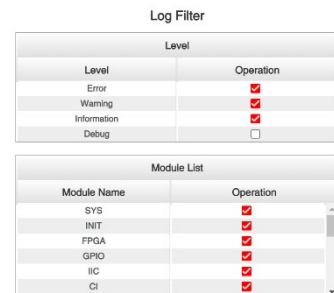 Log Filter
Level
Level Operation
Error
Warning
Information
Debug
Module List
Module Name Operation
SYS
INIT
FPGA
GPIO
IIC
CI